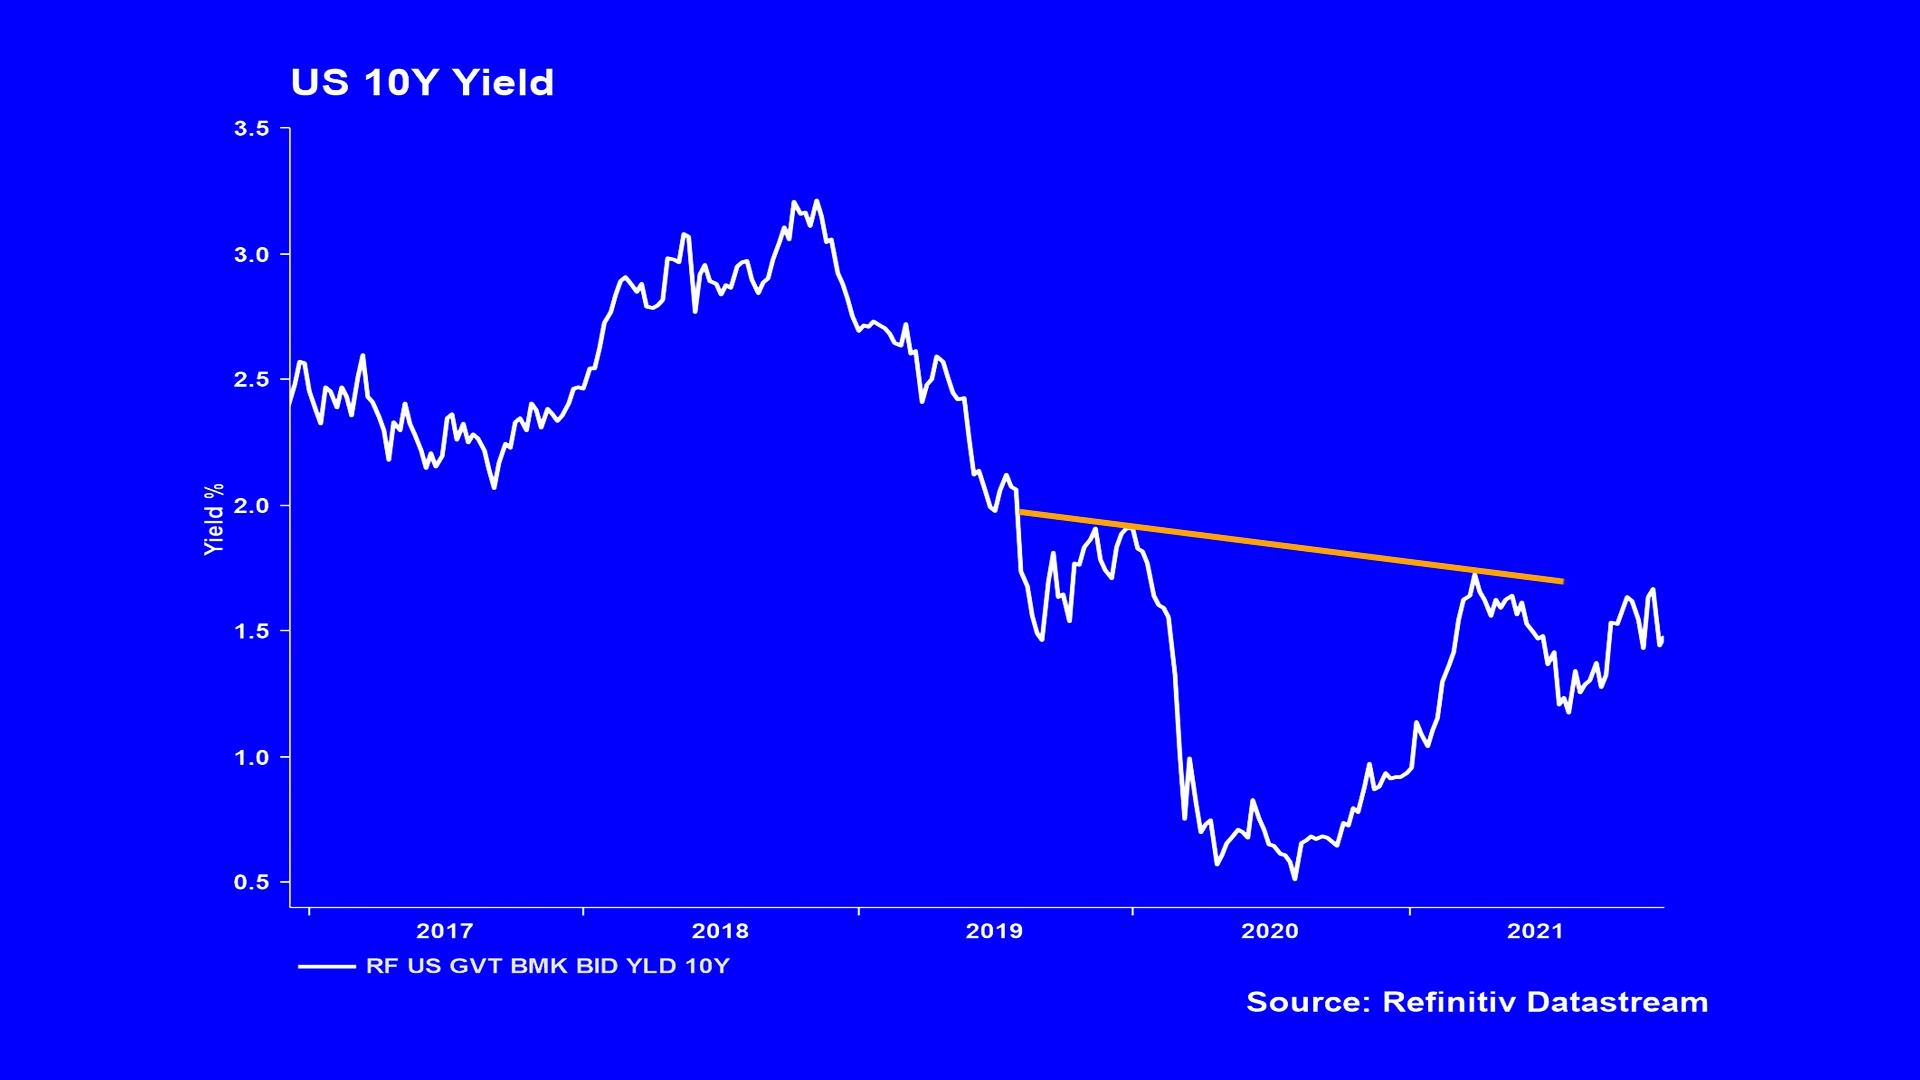 US 10Y Yield
3.5
3.0
2.5
2.0
1.5
1.0
0.5
Yield %
2017 2018 2019 2020 2021
RF US GVT BMK BID YLD 10Y
Source: Refinitiv Datastream